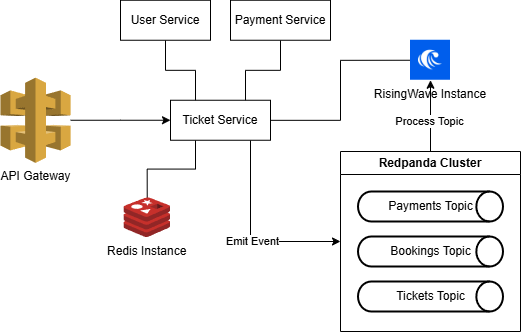 User Service
Payment Service
RisingWave Instance
Process Topic
Ticket Service
API Gateway
Redis Instance
Emit Event
Redpanda Cluster
Payments Topic
Bookings Topic
Tickets Topic